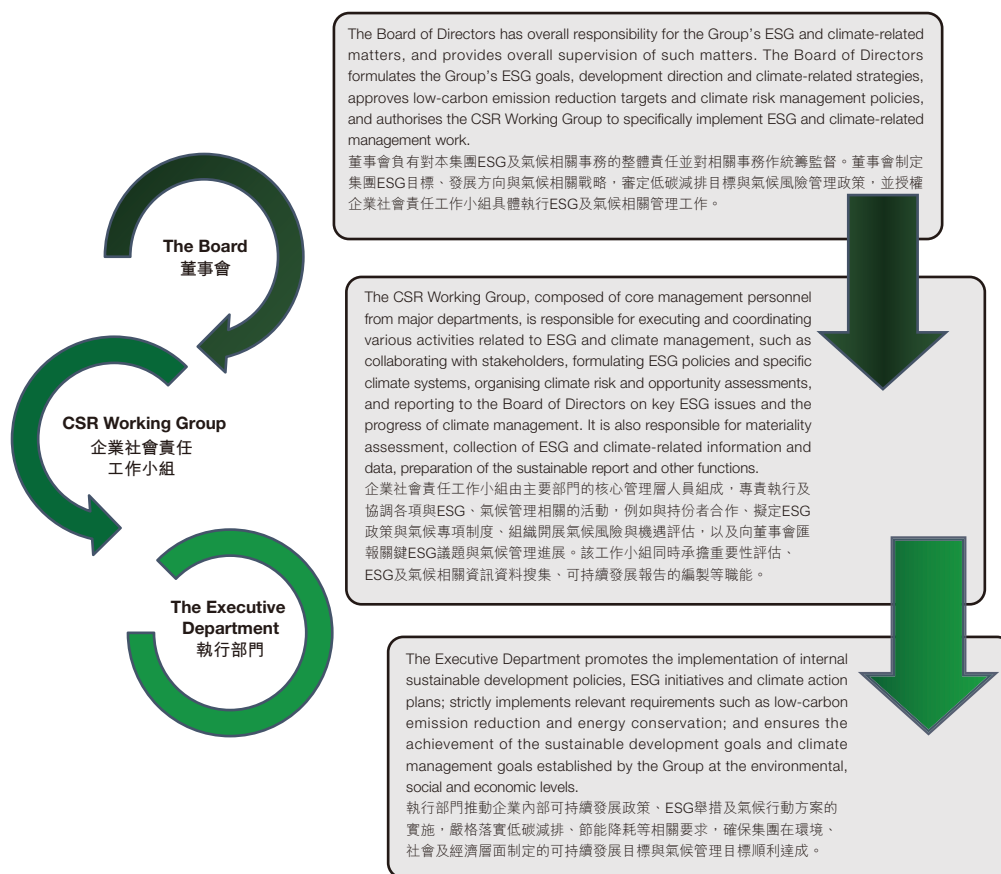 The Board of Directors has overall responsibility for the Group's ESG and climate-related
matters, and provides overall supervision of such matters. The Board of Directors
formulates the Group's ESG goals, development direction and climate-related strategies,
approves low-carbon emission reduction targets and climate risk management policies,
and authorises the CSR Working Group to specifically implement ESG and climate-related
management work.
董事會負有對本集團ESG及氣候相關事務的整體責任並對相關事務作統籌監督。董事會制定
集團ESG目標、發展方向與氣候相關戰略，審定低碳減排目標與氣候風險管理政策，並授權
企業社會責任工作小組具體執行ESG及氣候相關管理工作。
The Board
董事會
The CSR Working Group, composed of core management personnel
from major departments, is responsible for executing and coordinating
various activities related to ESG and climate management, such as
collaborating with stakeholders, formulating ESG policies and specific
climate systems, organising climate risk and opportunity assessments,
and reporting to the Board of Directors on key ESG issues and the
progress of climate management. It is also responsible for materiality
assessment, collection of ESG and climate-related information and
data, preparation of the sustainable report and other functions.
企業社會責任工作小組由主要部門的核心管理層人員組成，專責執行及
協調各項與ESG、氣候管理相關的活動，例如與持份者合作、擬定ESG
政策與氣候專項制度、組織開展氣候風險與機遇評估，以及向董事會匯
報關鍵ESG議題與氣候管理進展。該工作小組同時承擔重要性評估、
ESG及氣候相關資訊資料搜集、可持續發展報告的編製等職能。
CSR Working Group
企業社會責任
工作小組
The Executive
Department
執行部門
The Executive Department promotes the implementation of internal
sustainable development policies, ESG initiatives and climate action
plans; strictly implements relevant requirements such as low-carbon
emission reduction and energy conservation; and ensures the
achievement of the sustainable development goals and climate
management goals established by the Group at the environmental,
social and economic levels.
執行部門推動企業內部可持續發展政策、ESG舉措及氣候行動方案的
實施，嚴格落實低碳減排、節能降耗等相關要求，確保集團在環境、
社會及經濟層面制定的可持續發展目標與氣候管理目標順利達成。